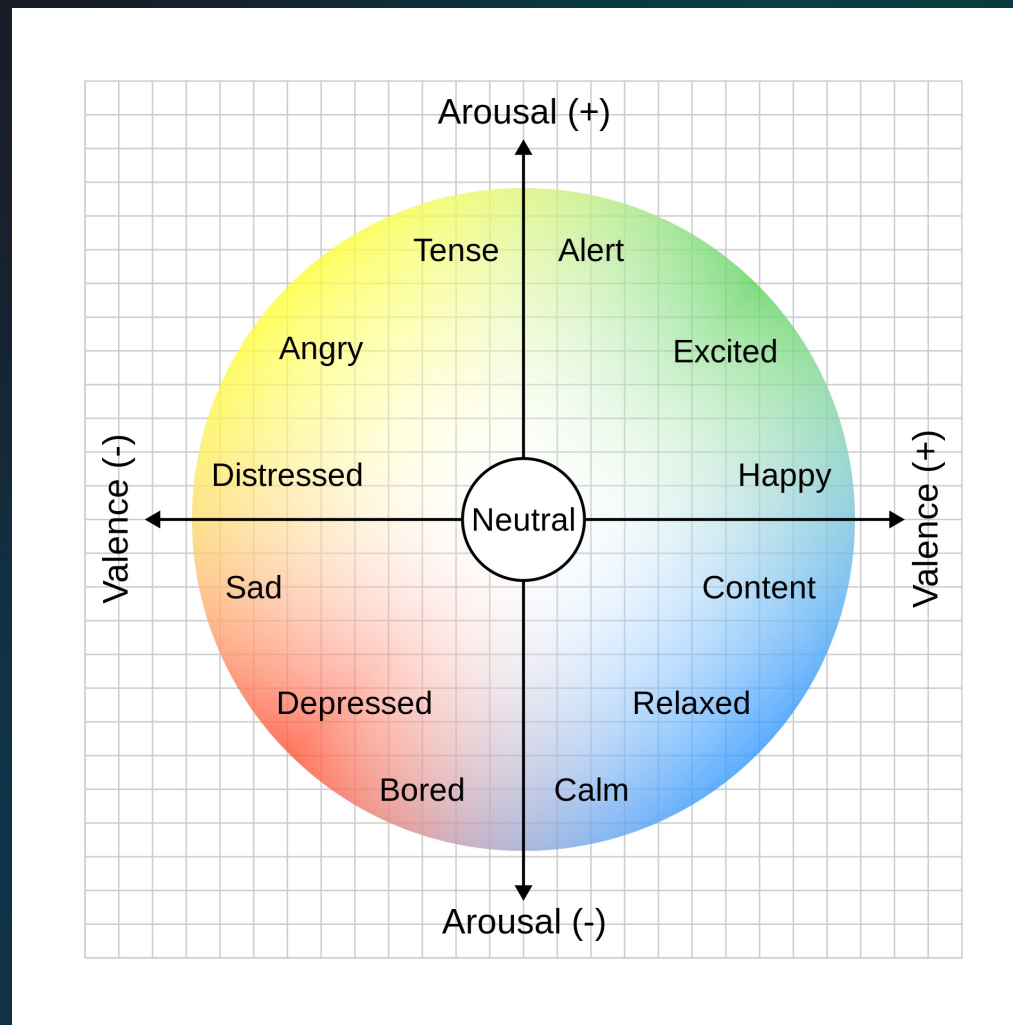 Arousal (+)
Tense
Alert
Angry
Excited
Valence (-)
Distressed
Happy
Valence (+)
Neutral
Sad
Content
Depressed
Relaxed
Bored
Calm
Arousal (-)